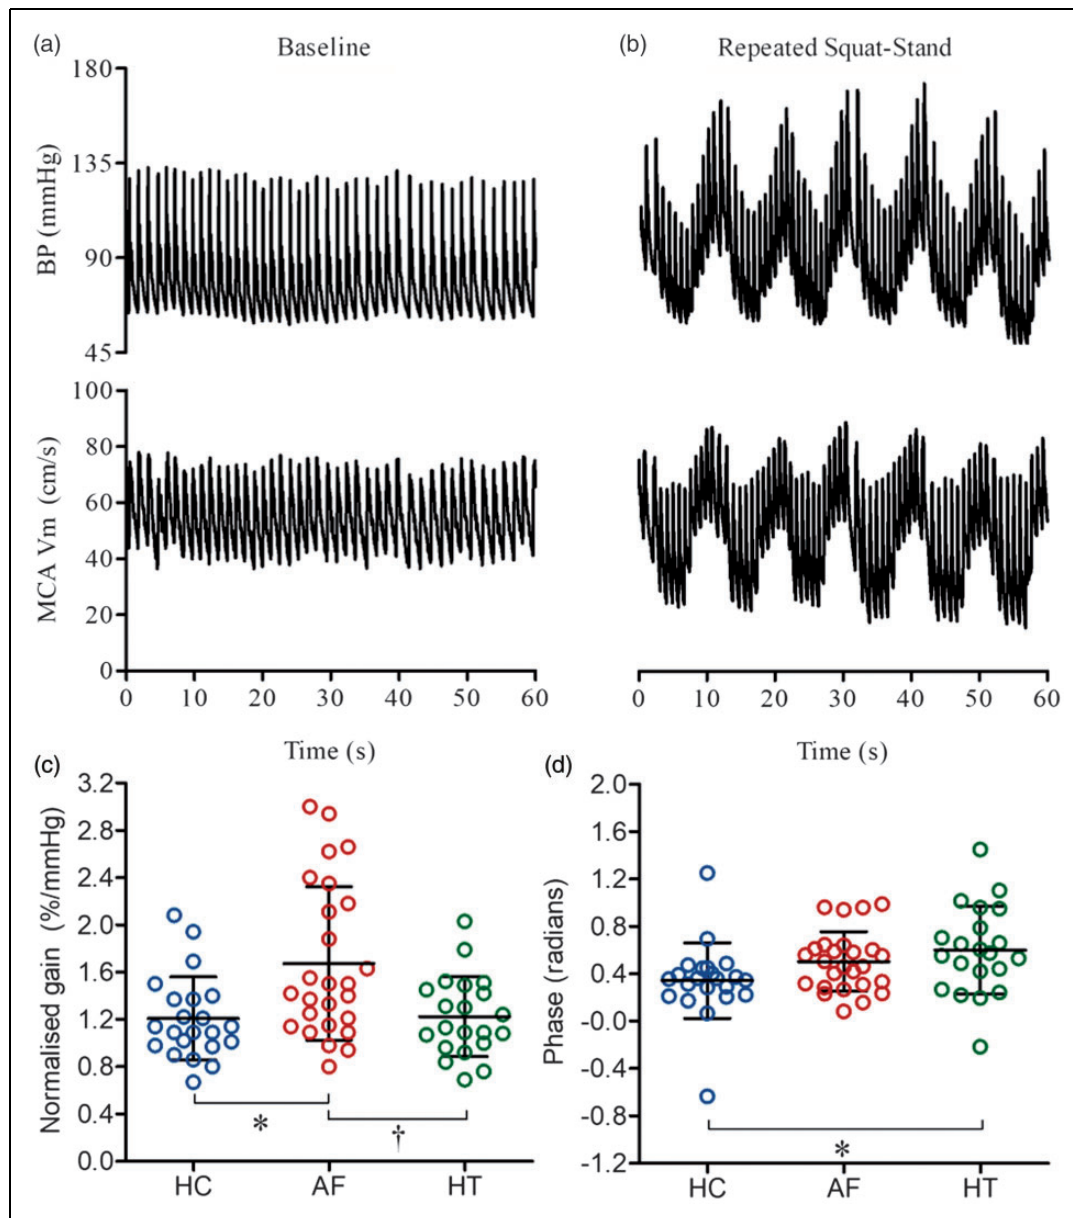 (a)
Baseline
(b)
Repeated Squat-Stand
BP (mmHg)
180
135
90
45
MCA Vm (cm/s)
100
80
60
40
20
0
0 10 20 30 40 50 60
0 10 20 30 40 50 60
Time (s)
Time (s)
(c)
Normalised gain (%/mmHg)
3.2
2.8
2.4
2.0
1.6
1.2
0.8
0.4
0.0
* †
HC AF HT
(d)
Phase (radians)
2.0
1.6
1.2
0.8
0.4
-0.0
-0.4
-0.8
-1.2
*
HC AF HT